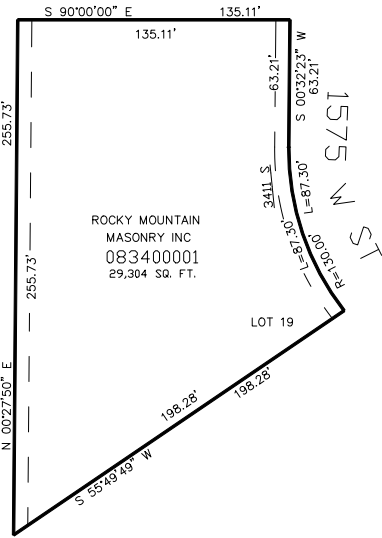 S 90°00'00" E 135.11'
135.11'
255.73'
255.73'
N 00°27'50" E
63.21'
S 00°32'23" W
63.21'
1575 W ST
3411 S
L=87.30'
L=87.30'
R=130.00'
ROCKY MOUNTAIN
MASONRY INC
083400001
29,304 SQ. FT.
LOT 19
198.28'
198.28'
S 55°49'49" W